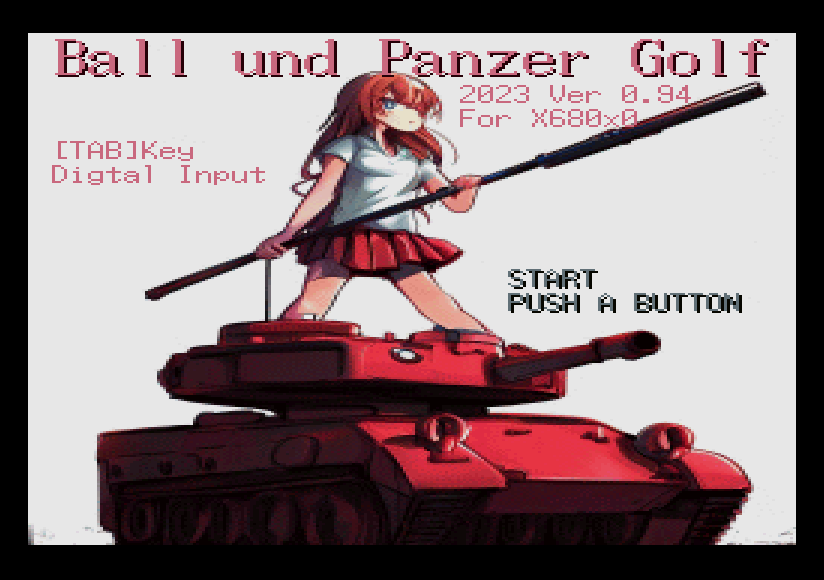 Ball und Panzer Golf
2023 Ver 0.94
For X680x0
[TAB]Key
Digtal Input
START
PUSH A BUTTON